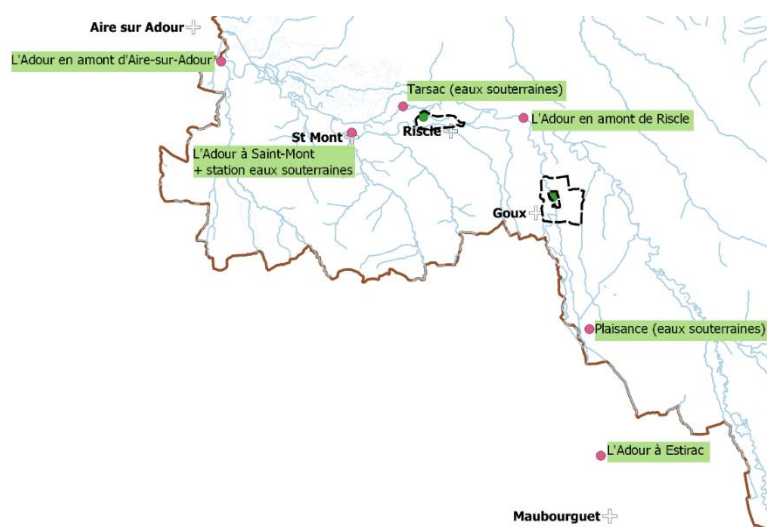 Aire sur Adour
L'Adour en amont d'Aire-sur-Adour
Tarsac (eaux souterraines)
L'Adour en amont de Riscle
St Mont
Riscle
L'Adour à Saint-Mont
+ station eaux souterraines
Goux
Plaisance (eaux souterraines)
L'Adour à Estirac
Maubourguet